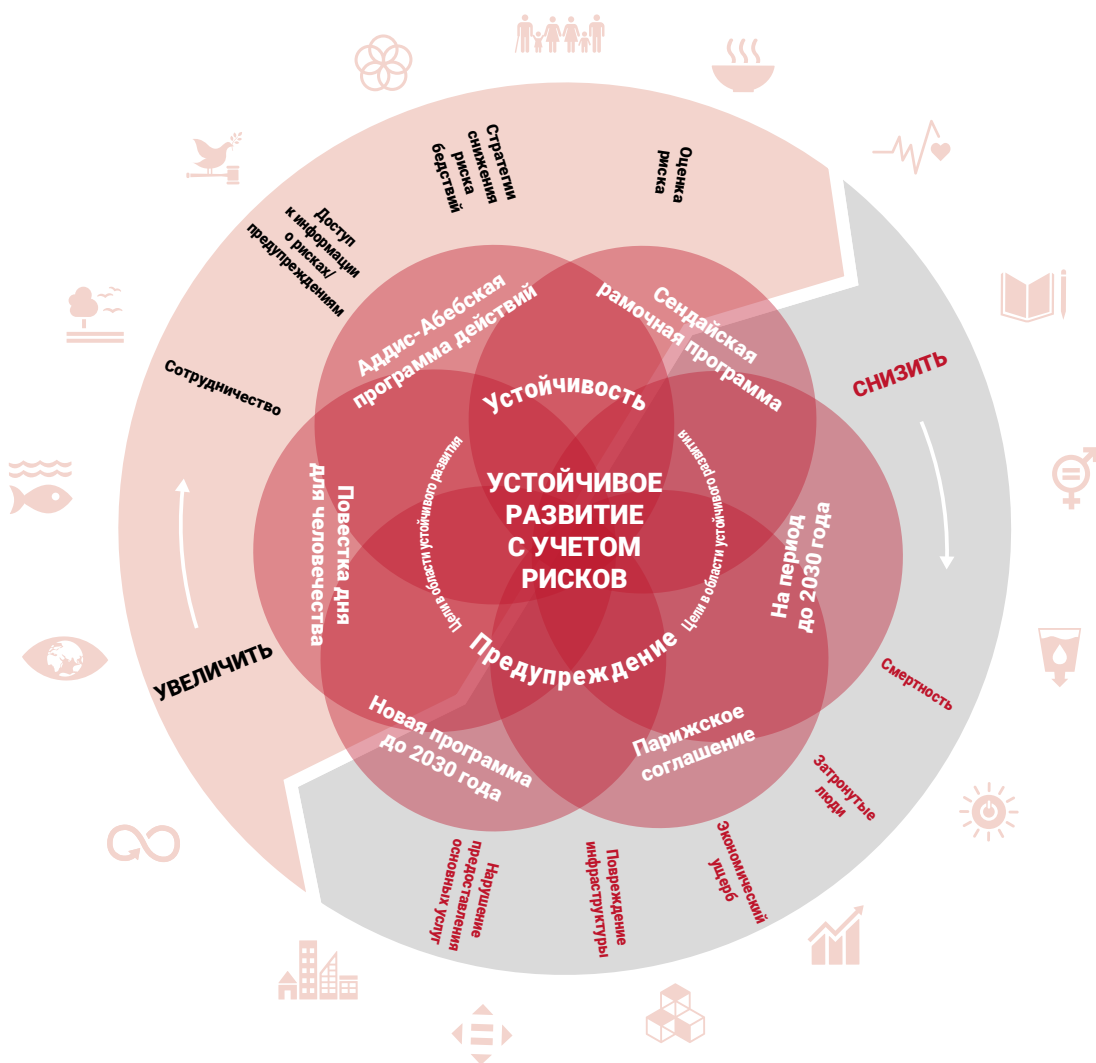 Стратегии
снижения
риска
бедствий
Оценка
риска
Доступ
к информации
о рисках/
предупреждениям
Сотрудничество
УВЕЛИЧИТЬ
СНИЗИТЬ
Аддис-Абебская
программа действий
Сендайская
рамочная программа
Устойчивость
Цели в области устойчивого развития
Цели в области устойчивого развития
УСТОЙЧИВОЕ
РАЗВИТИЕ
С УЧЕТОМ
РИСКОВ
Повестка дня
для человечества
На период
до 2030 года
Предупреждение
Новая программа
до 2030 года
Парижское
соглашение
Смертность
Затронутые
люди
Экономический
ущерб
Повреждение
инфраструктуры
Нарушение
предоставления
основных услуг